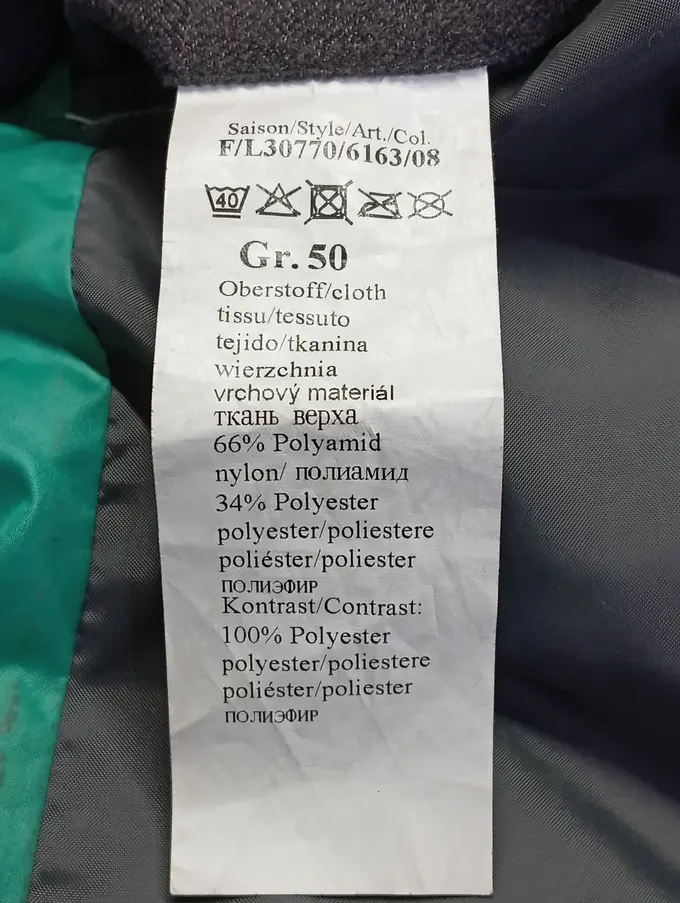 Saison/Style/Art./Col.
F/L30770/6163/08
40
Gr. 50
Oberstoff/cloth
tissu/tessuto
tejido/tkanina
wierzchnia
vrchový materiál
ткань верха
66% Polyamid
nylon/ полиамид
34% Polyester
polyester/poliestere
poliéster/poliester
полиэфир
Kontrast/Contrast:
100% Polyester
polyester/poliestere
poliéster/poliester
полиэфир